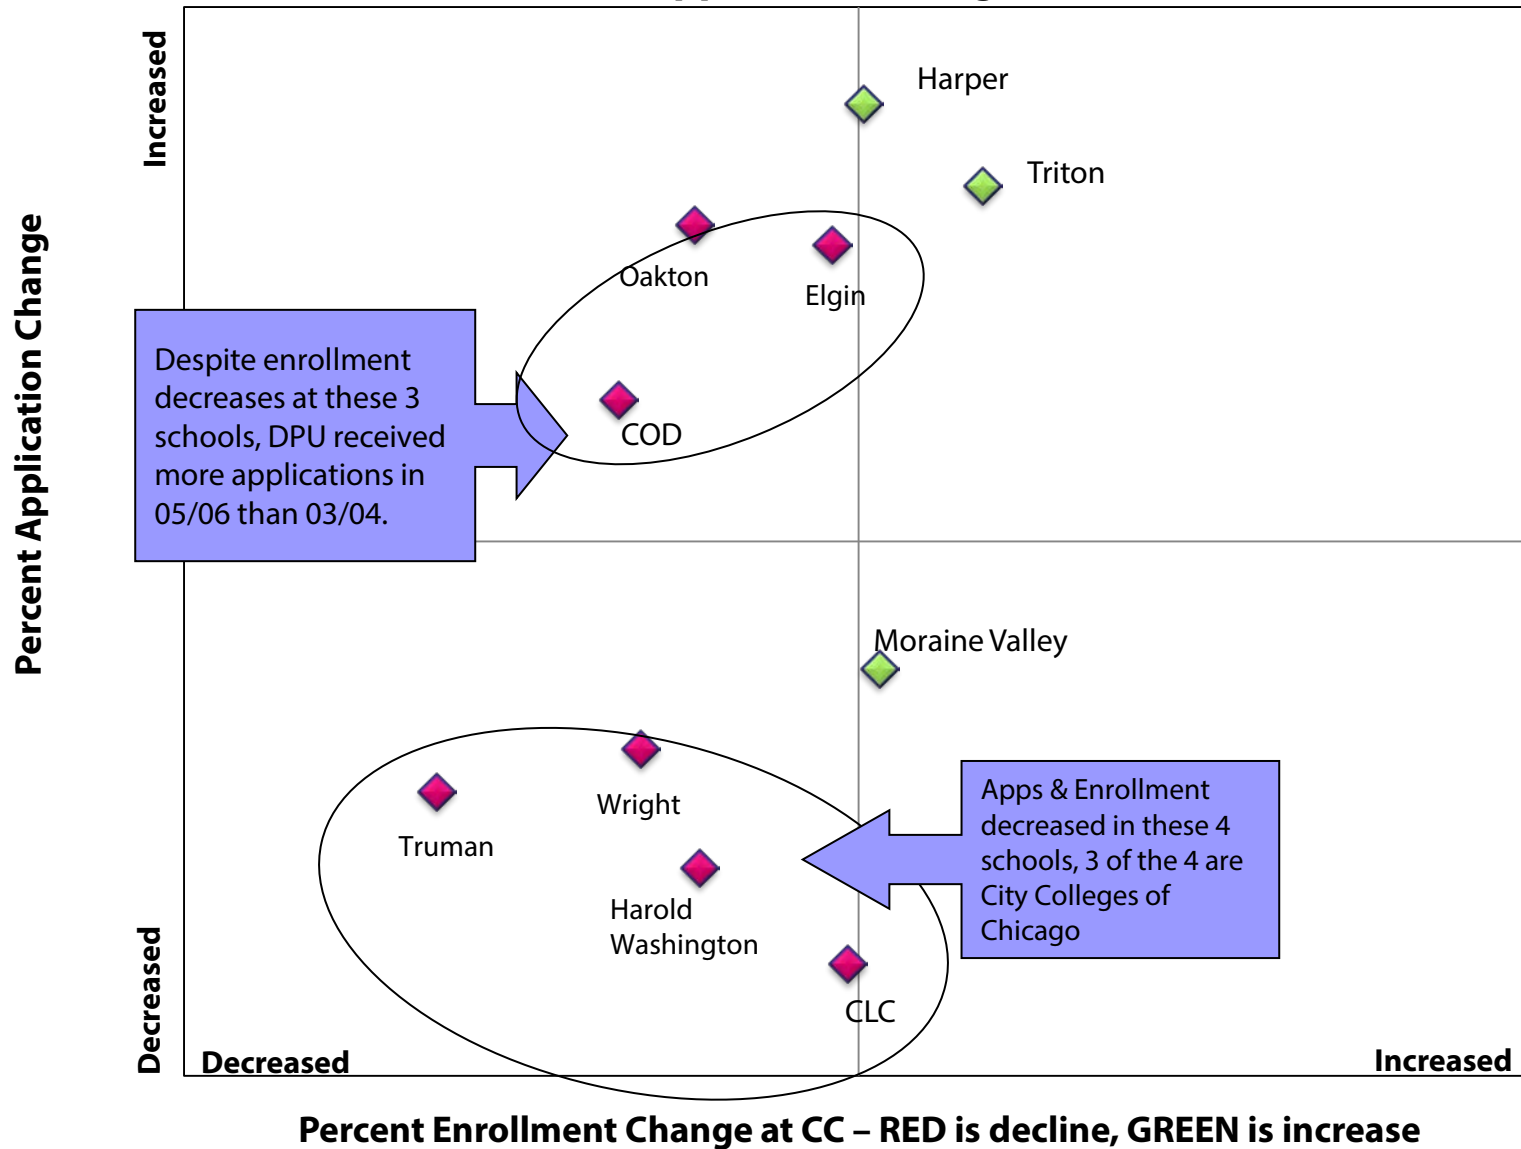 Increased
Harper
Triton
Oakton
Elgin
Percent Application Change
Despite enrollment
decreases at these 3
schools, DPU received
more applications in
05/06 than 03/04.
COD
Moraine Valley
Wright
Truman
Apps & Enrollment
decreased in these 4
schools, 3 of the 4 are
City Colleges of
Chicago
Harold
Washington
CLC
Decreased
Decreased
Increased
Percent Enrollment Change at CC – RED is decline, GREEN is increase